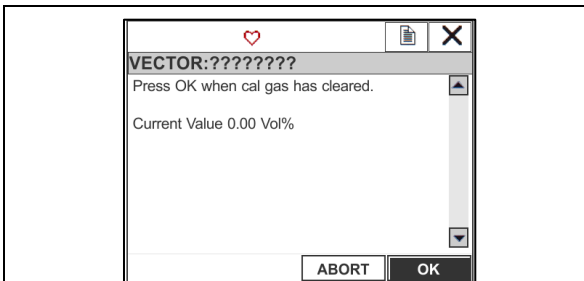 VECTOR:????????
Press OK when cal gas has cleared.
Current Value 0.00 Vol%
ABORT OK